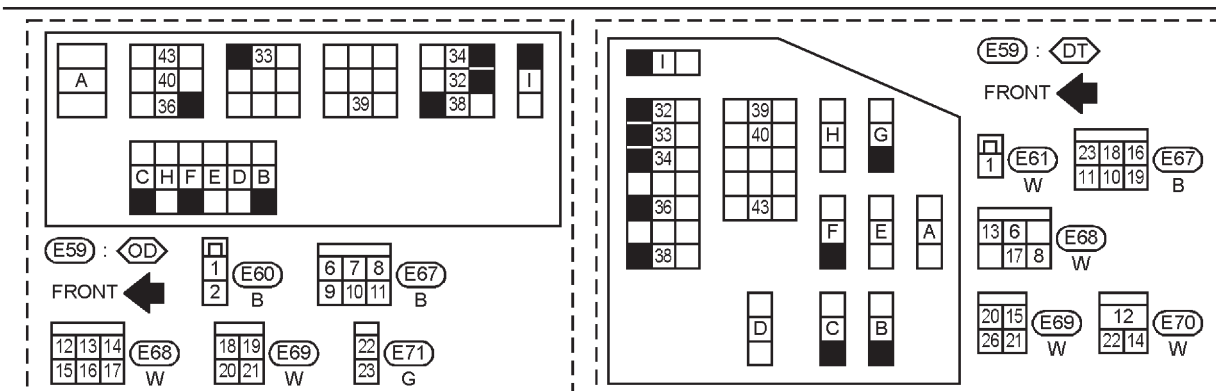 A
43
40
36
33
39
34
32
38
I
C H F E D B
E59 : OD
FRONT
1
2
E60
B
6 7 8
9 10 11
E67
B
12 13 14
15 16 17
E68
W
18 19
20 21
E69
W
22
23
E71
G
I
32
33
34
36
38
39
40
43
H
G
F
E
A
D
C
B
E59 : DT
FRONT
1
E61
W
23 18 16
11 10 19
E67
B
13 6
17 8
E68
W
20 15
26 21
E69
W
12
22 14
E70
W